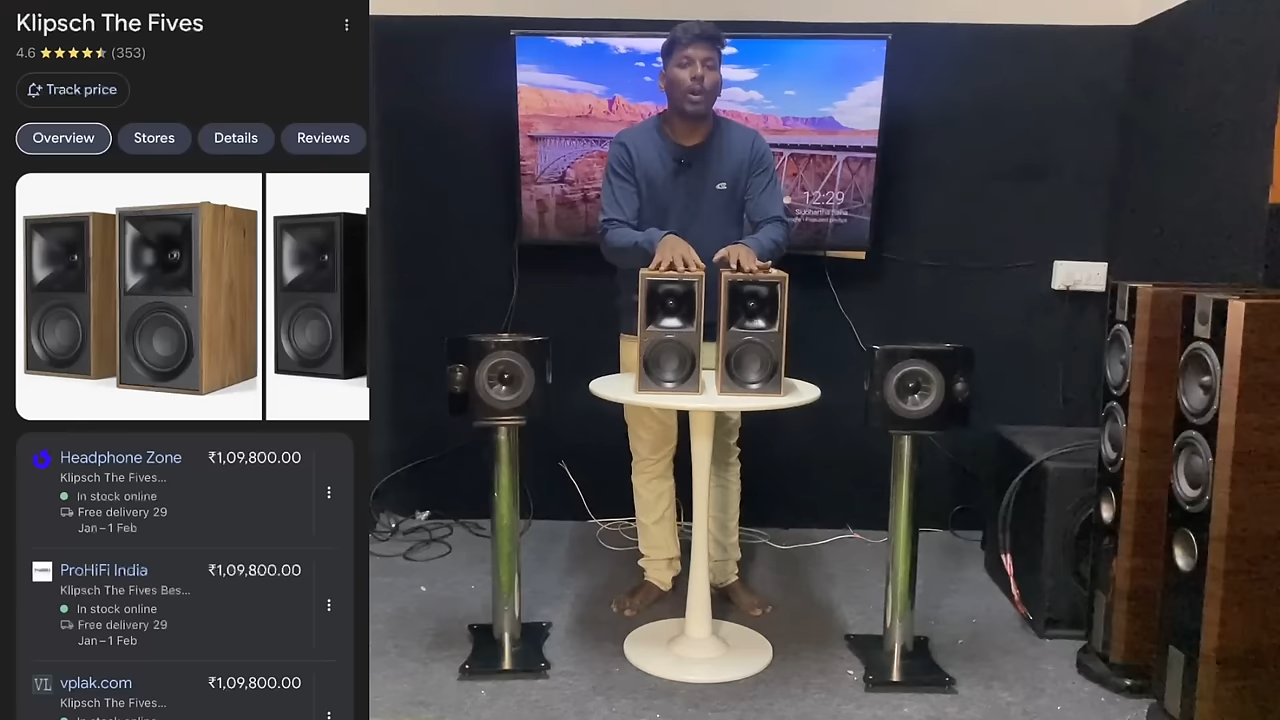 Klipsch The Fives
4.6 (353)
Track price
Overview
Stores
Details
Reviews
Headphone Zone ₹1,09,800.00
Klipsch The Fives...
In stock online
Free delivery 29
Jan – 1 Feb
ProHiFi India ₹1,09,800.00
Klipsch The Fives Bes...
In stock online
Free delivery 29
Jan – 1 Feb
VL vplak.com ₹1,09,800.00
Klipsch The Fives...
In stock online
12:29